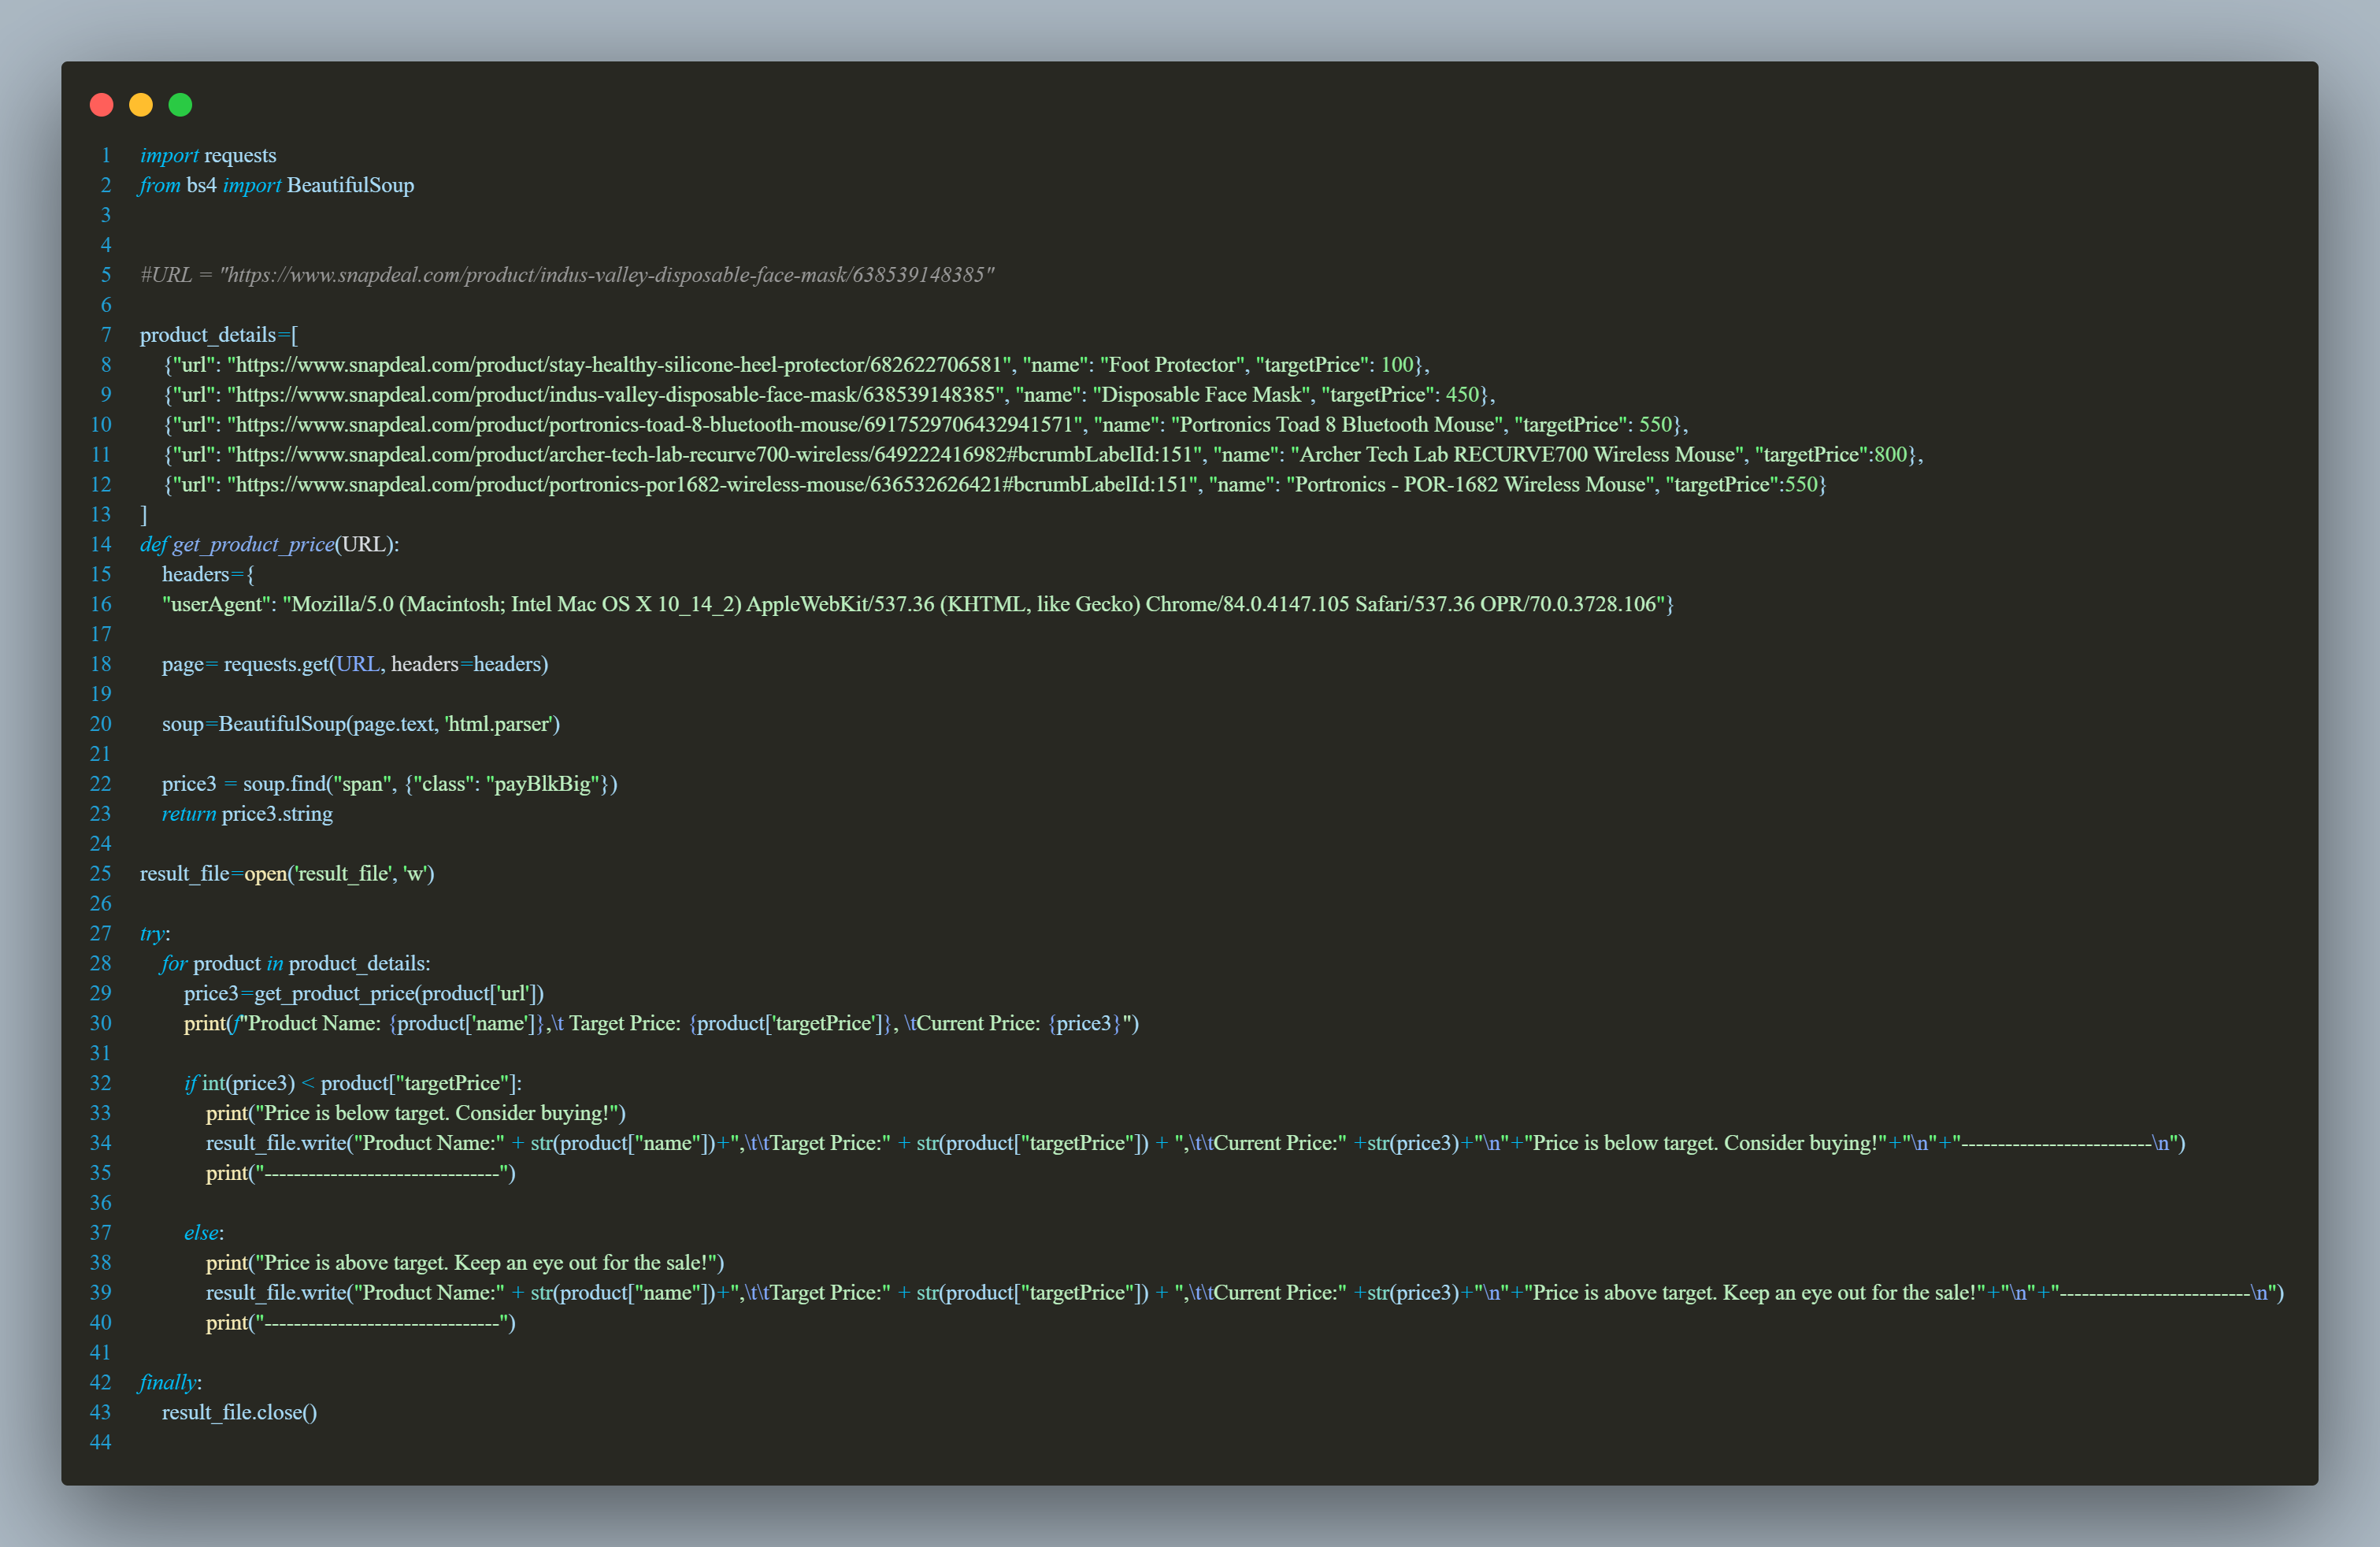 1 import requests
2 from bs4 import BeautifulSoup
3
4
5 #URL = "https://www.snapdeal.com/product/indus-valley-disposable-face-mask/638539148385"
6
7 product_details=[
8 {"url": "https://www.snapdeal.com/product/stay-healthy-silicone-heel-protector/682622706581", "name": "Foot Protector", "targetPrice": 100},
9 {"url": "https://www.snapdeal.com/product/indus-valley-disposable-face-mask/638539148385", "name": "Disposable Face Mask", "targetPrice": 450},
10 {"url": "https://www.snapdeal.com/product/portronics-toad-8-bluetooth-mouse/6917529706432941571", "name": "Portronics Toad 8 Bluetooth Mouse", "targetPrice": 550},
11 {"url": "https://www.snapdeal.com/product/archer-tech-lab-recurve700-wireless/649222416982#bcrumbLabelId:151", "name": "Archer Tech Lab RECURVE700 Wireless Mouse", "targetPrice":800},
12 {"url": "https://www.snapdeal.com/product/portronics-por1682-wireless-mouse/636532626421#bcrumbLabelId:151", "name": "Portronics - POR-1682 Wireless Mouse", "targetPrice":550}
13 ]
14 def get_product_price(URL):
15 headers={
16 "userAgent": "Mozilla/5.0 (Macintosh; Intel Mac OS X 10_14_2) AppleWebKit/537.36 (KHTML, like Gecko) Chrome/84.0.4147.105 Safari/537.36 OPR/70.0.3728.106"}
17
18 page= requests.get(URL, headers=headers)
19
20 soup=BeautifulSoup(page.text, 'html.parser')
21
22 price3 = soup.find("span", {"class": "payBlkBig"})
23 return price3.string
24
25 result_file=open('result_file', 'w')
26
27 try:
28 for product in product_details:
29 price3=get_product_price(product['url'])
30 print(f"Product Name: {product['name']},\t Target Price: {product['targetPrice']}, \tCurrent Price: {price3}")
31
32 if int(price3) < product["targetPrice"]:
33 print("Price is below target. Consider buying!")
34 result_file.write("Product Name:" + str(product["name"])+",\t\tTarget Price:" + str(product["targetPrice"]) + ",\t\tCurrent Price:" +str(price3)+"\n"+"Price is below target. Consider buying!"+"\n"+"--------------------------\n")
35 print("--------------------------------")
36
37 else:
38 print("Price is above target. Keep an eye out for the sale!")
39 result_file.write("Product Name:" + str(product["name"])+",\t\tTarget Price:" + str(product["targetPrice"]) + ",\t\tCurrent Price:" +str(price3)+"\n"+"Price is above target. Keep an eye out for the sale!"+"\n"+"--------------------------\n")
40 print("--------------------------------")
41
42 finally:
43 result_file.close()
44